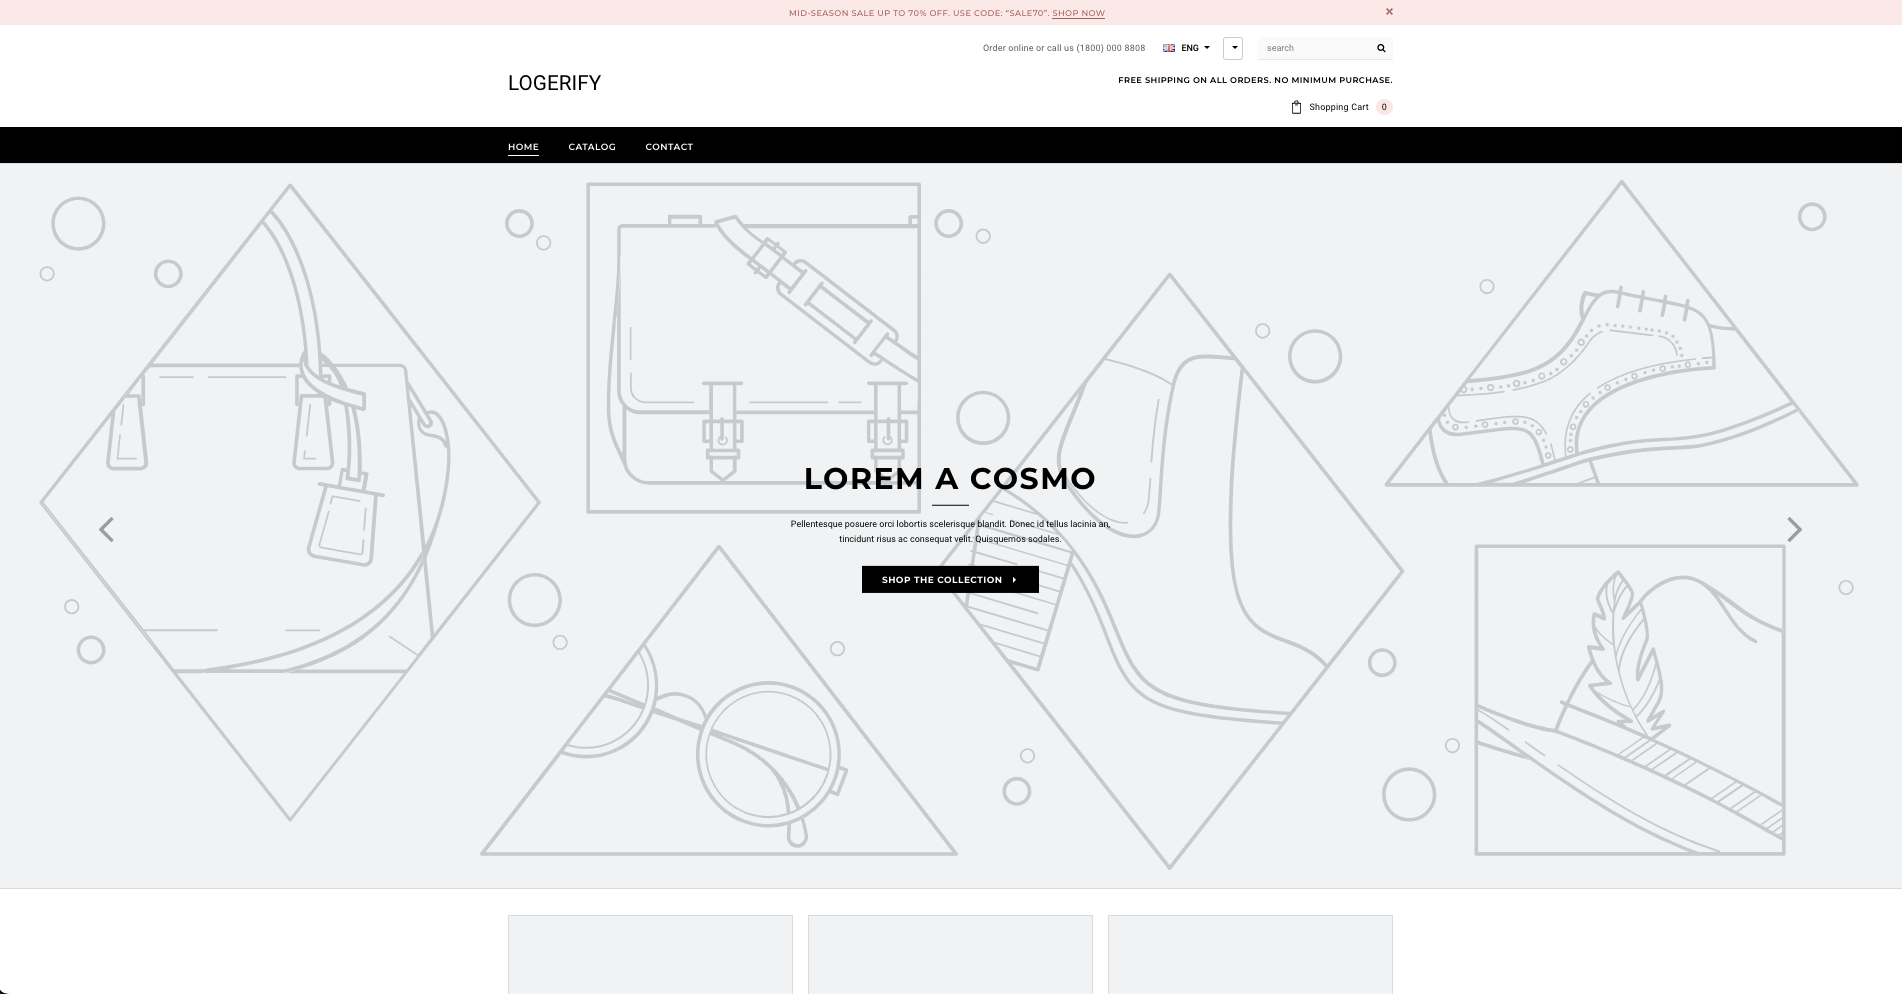 MID-SEASON SALE UP TO 70% OFF. USE CODE: "SALE70". SHOP NOW
Order online or call us (1800) 000 8808
ENG
search
LOGERIFY
FREE SHIPPING ON ALL ORDERS. NO MINIMUM PURCHASE.
Shopping Cart 0
HOME CATALOG CONTACT
LOREM A COSMO
Pellentesque posuere orci lobortis scelerisque blandit. Donec id tellus lacinia an,
tincidunt risus ac consequat velit. Quisquemos sodales.
SHOP THE COLLECTION